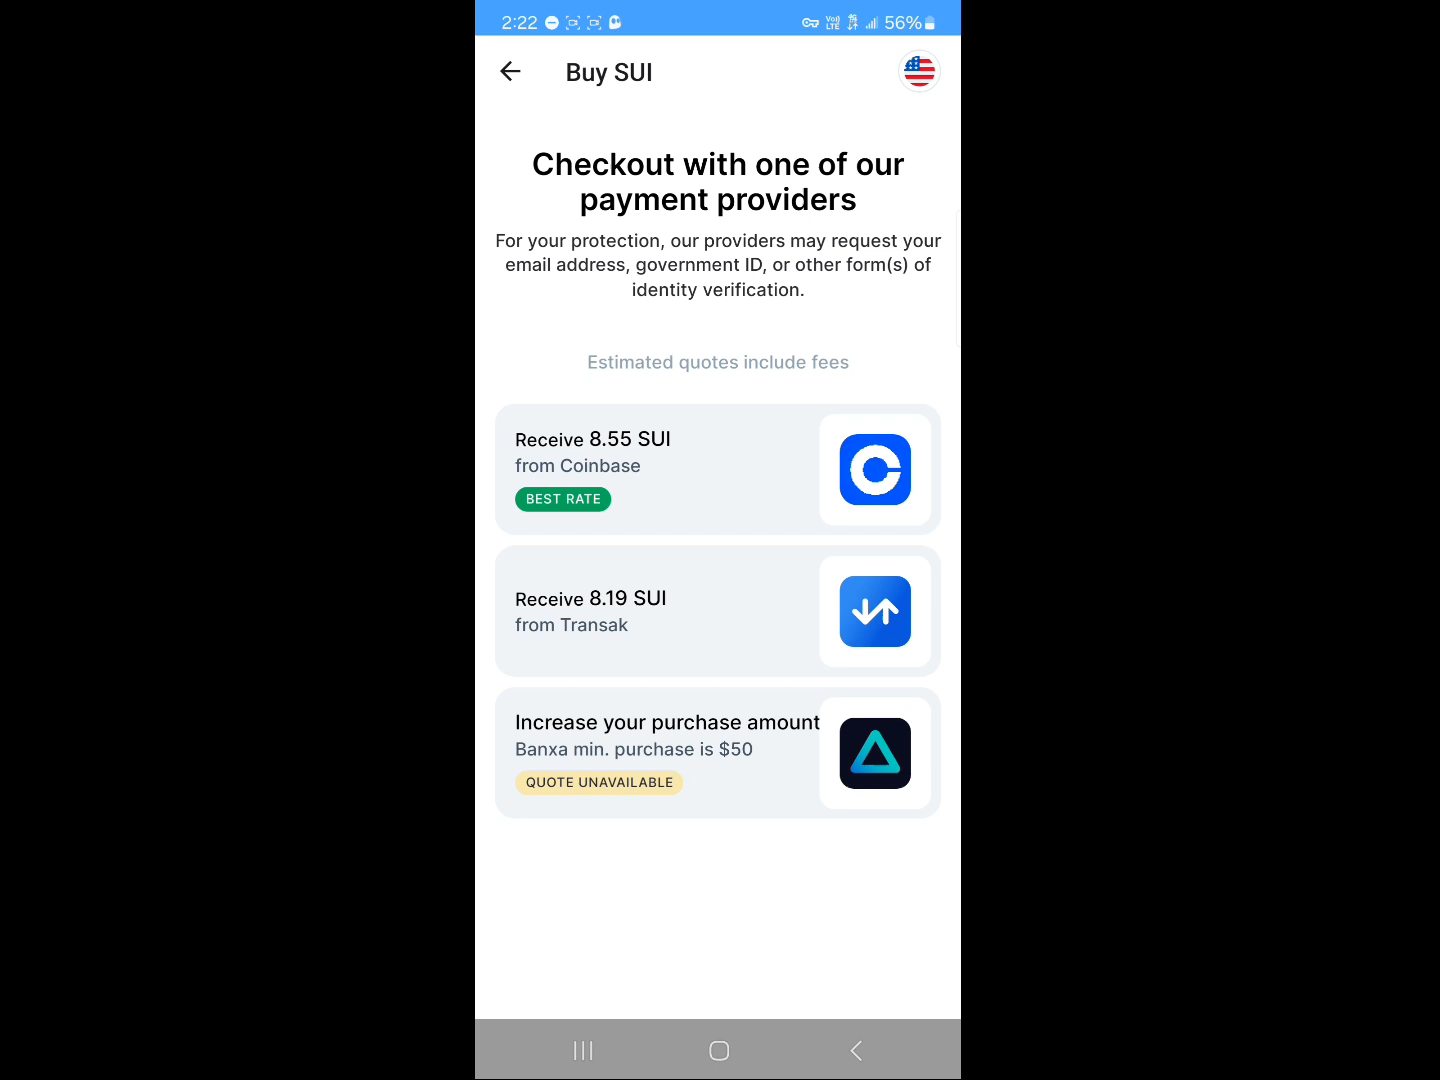 2:22
Vo))
LTE
4G
56%
Buy SUI
Checkout with one of our
payment providers
For your protection, our providers may request your
email address, government ID, or other form(s) of
identity verification.
Estimated quotes include fees
Receive 8.55 SUI
from Coinbase
BEST RATE
Receive 8.19 SUI
from Transak
Increase your purchase amount
Banxa min. purchase is $50
QUOTE UNAVAILABLE